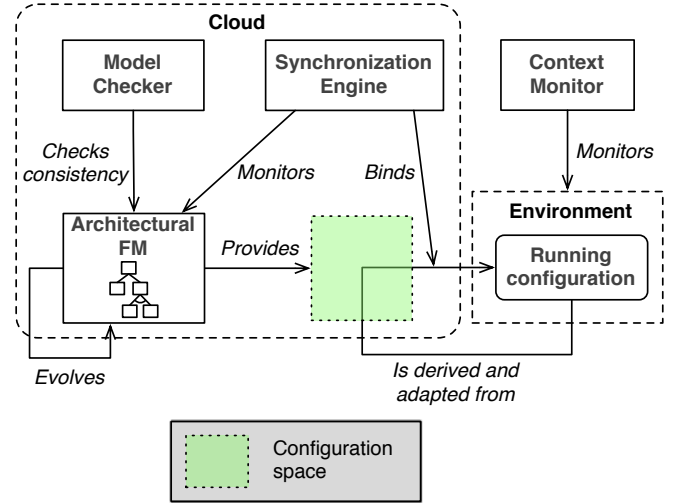 Cloud
Model
Checker
Synchronization
Engine
Context
Monitor
Checks
consistency
Monitors
Binds
Monitors
Architectural
FM
Provides
Environment
Running
configuration
Evolves
Is derived and
adapted from
Configuration
space